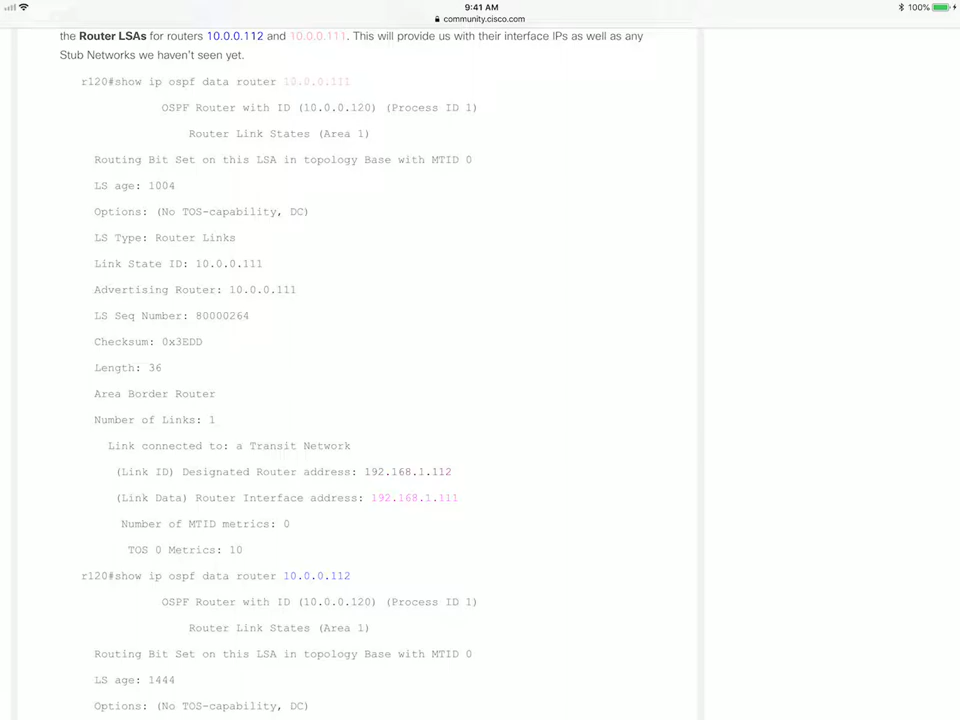 9:41 AM
100%
community.cisco.com
the Router LSAs for routers 10.0.0.112 and 10.0.0.111. This will provide us with their interface IPs as well as any
Stub Networks we haven't seen yet.
r120#show ip ospf data router 10.0.0.111
OSPF Router with ID (10.0.0.120) (Process ID 1)
Router Link States (Area 1)
Routing Bit Set on this LSA in topology Base with MTID 0
LS age: 1004
Options: (No TOS-capability, DC)
LS Type: Router Links
Link State ID: 10.0.0.111
Advertising Router: 10.0.0.111
LS Seq Number: 80000264
Checksum: 0x3EDD
Length: 36
Area Border Router
Number of Links: 1
Link connected to: a Transit Network
(Link ID) Designated Router address: 192.168.1.112
(Link Data) Router Interface address: 192.168.1.111
Number of MTID metrics: 0
TOS 0 Metrics: 10
r120#show ip ospf data router 10.0.0.112
OSPF Router with ID (10.0.0.120) (Process ID 1)
Router Link States (Area 1)
Routing Bit Set on this LSA in topology Base with MTID 0
LS age: 1444
Options: (No TOS-capability, DC)